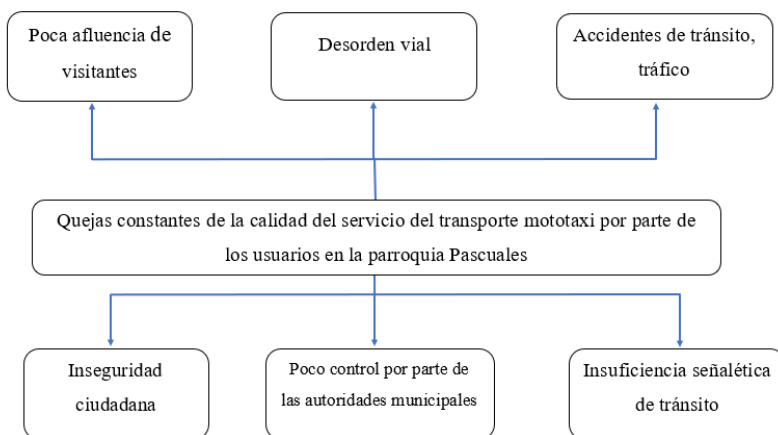 Poca afluencia de
visitantes
Desorden vial
Accidentes de tránsito,
tráfico
Quejas constantes de la calidad del servicio del transporte mototaxi por parte de
los usuarios en la parroquia Pascuales
Inseguridad
ciudadana
Poco control por parte de
las autoridades municipales
Insuficiencia señalética
de tránsito